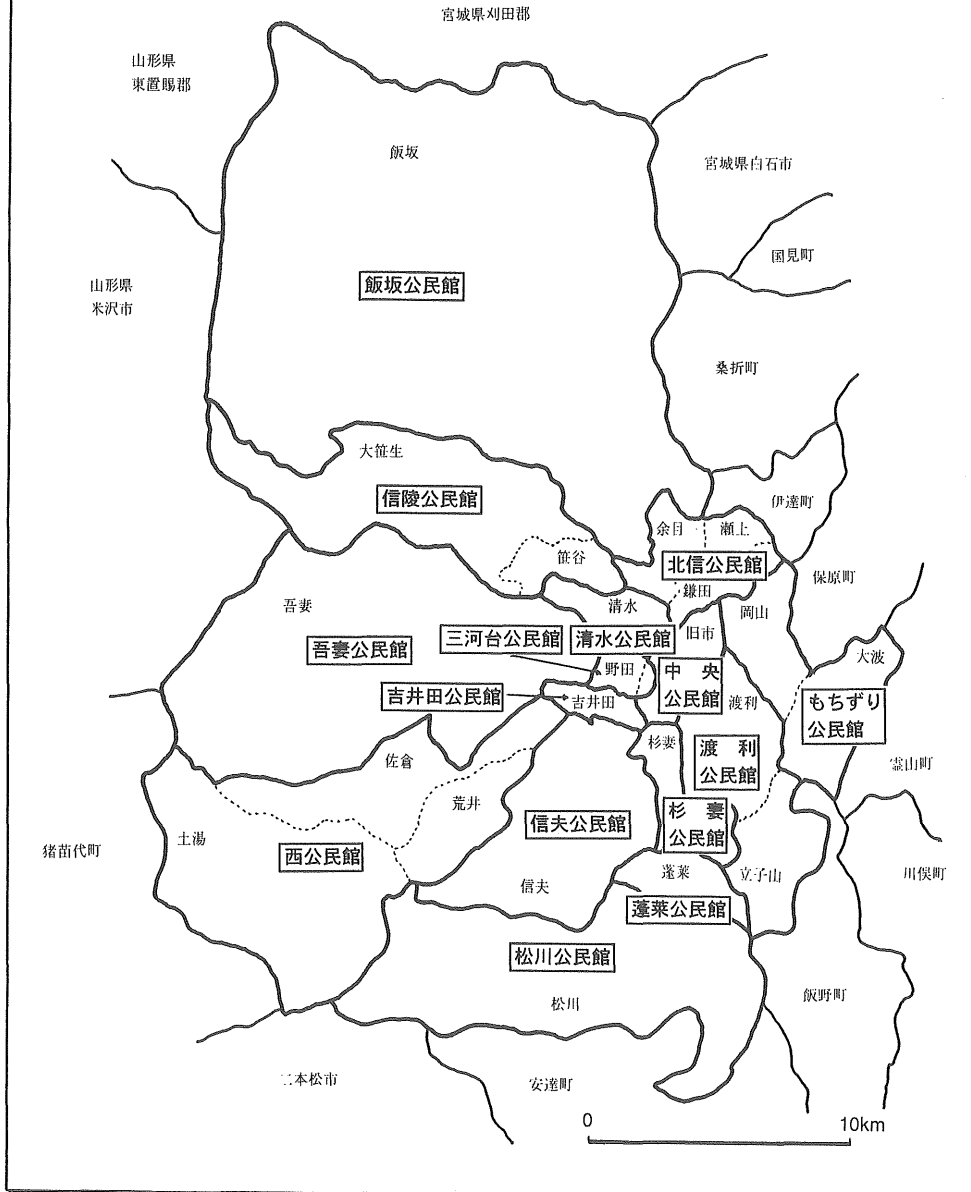 宮城県刈田郡
山形県
東置賜郡
飯坂
宮城県白石市
国見町
飯坂公民館
山形県
米沢市
桑折町
大笹生
信陵公民館
伊達町
余目
瀬上
笹谷
北信公民館
保原町
鎌田
吾妻
清水
岡山
旧市
三河台公民館
清水公民館
吾妻公民館
大波
野田
中央
公民館
吉井田公民館
吉井田
渡利
もちずり
公民館
杉妻
渡利
公民館
佐倉
霊山町
荒井
杉妻
公民館
信夫公民館
土湯
猪苗代町
西公民館
蓬萊
立子山
川俣町
信夫
蓬萊公民館
松川公民館
飯野町
松川
二本松市
安達町
0
10km